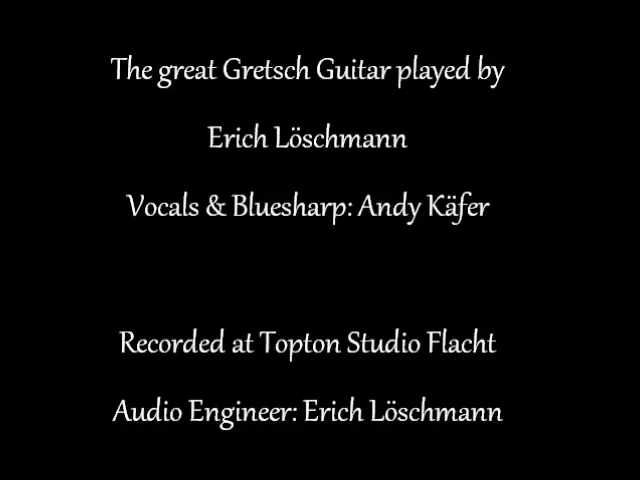 The great Gretsch Guitar played by
Erich Löschmann
Vocals & Bluesharp: Andy Käfer
Recorded at Topton Studio Flacht
Audio Engineer: Erich Löschmann